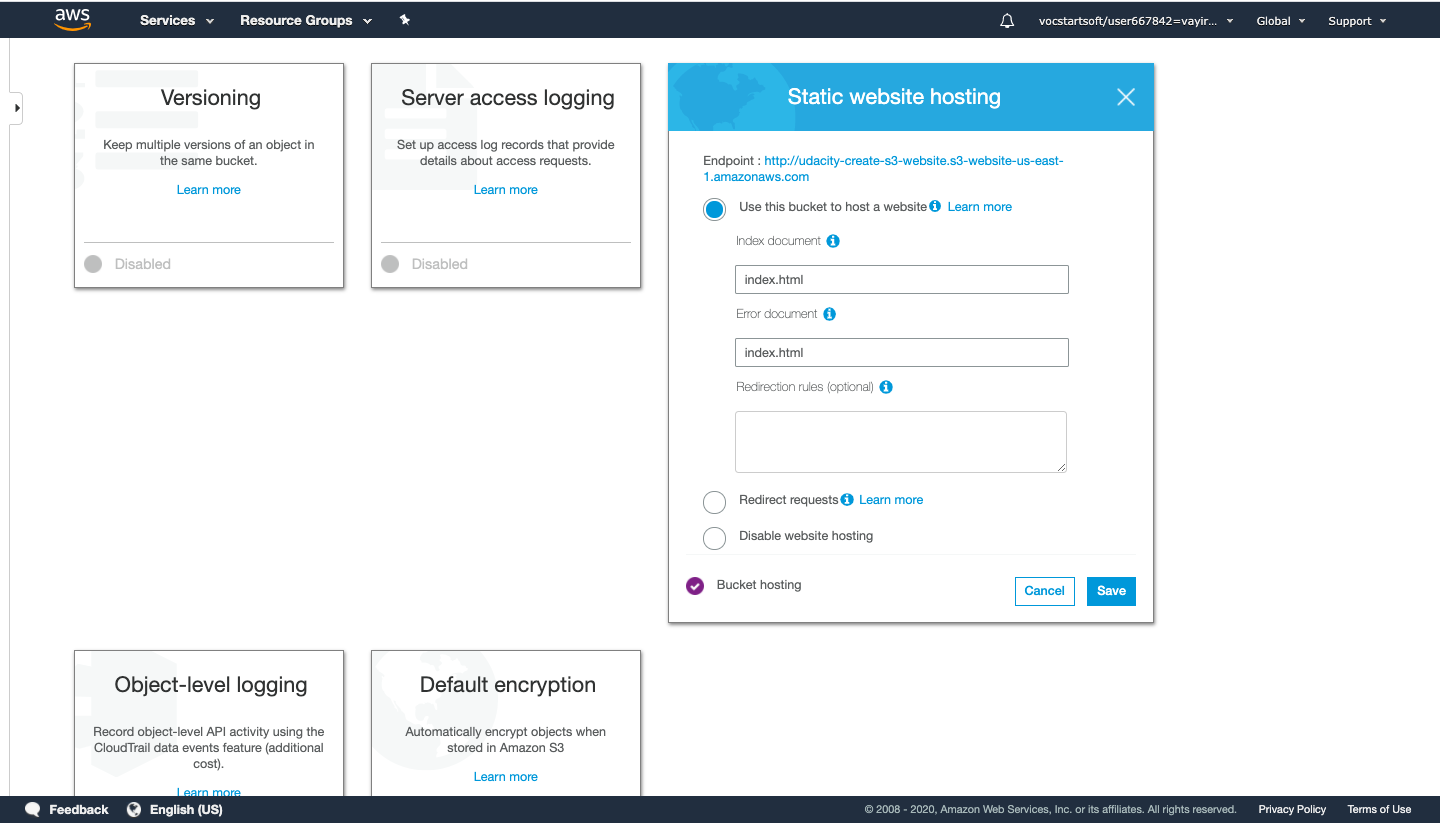 aws
Services
Resource Groups
vocstartsoft/user667842=vayir...
Global
Support
Versioning
Keep multiple versions of an object in
the same bucket.
Learn more
Disabled
Server access logging
Set up access log records that provide
details about access requests.
Learn more
Disabled
Static website hosting
Endpoint : http://udacity-create-s3-website.s3-website-us-east-
1.amazonaws.com
Use this bucket to host a website Learn more
Index document
index.html
Error document
index.html
Redirection rules (optional)
Redirect requests Learn more
Disable website hosting
Bucket hosting
Cancel
Save
Object-level logging
Record object-level API activity using the
CloudTrail data events feature (additional
cost).
Learn more
Default encryption
Automatically encrypt objects when
stored in Amazon S3
Learn more
Feedback
English (US)
© 2008 - 2020, Amazon Web Services, Inc. or its affiliates. All rights reserved.
Privacy Policy
Terms of Use